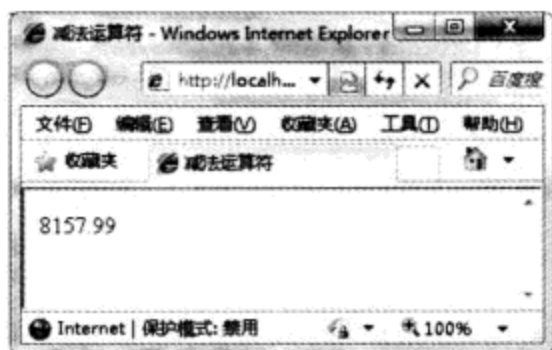 减法运算符 - Windows Internet Explorer
http://localh... 百度搜
文件(F) 编辑(E) 查看(V) 收藏夹(A) 工具(T) 帮助(H)
收藏夹 减法运算符
8157.99
Internet | 保护模式: 禁用 100%